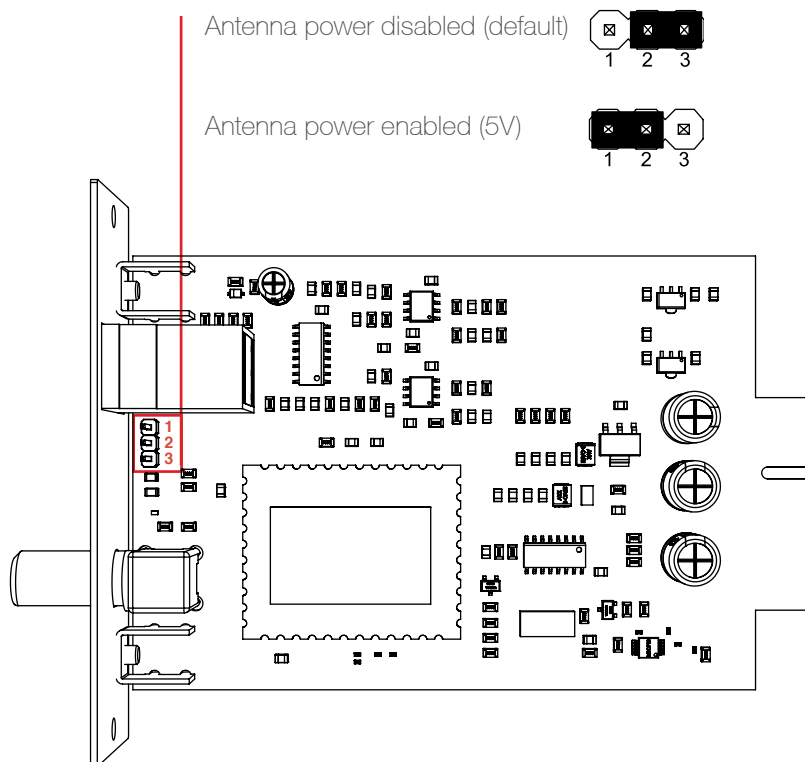 Antenna power disabled (default)
1 2 3
Antenna power enabled (5V)
1 2 3
1
2
3